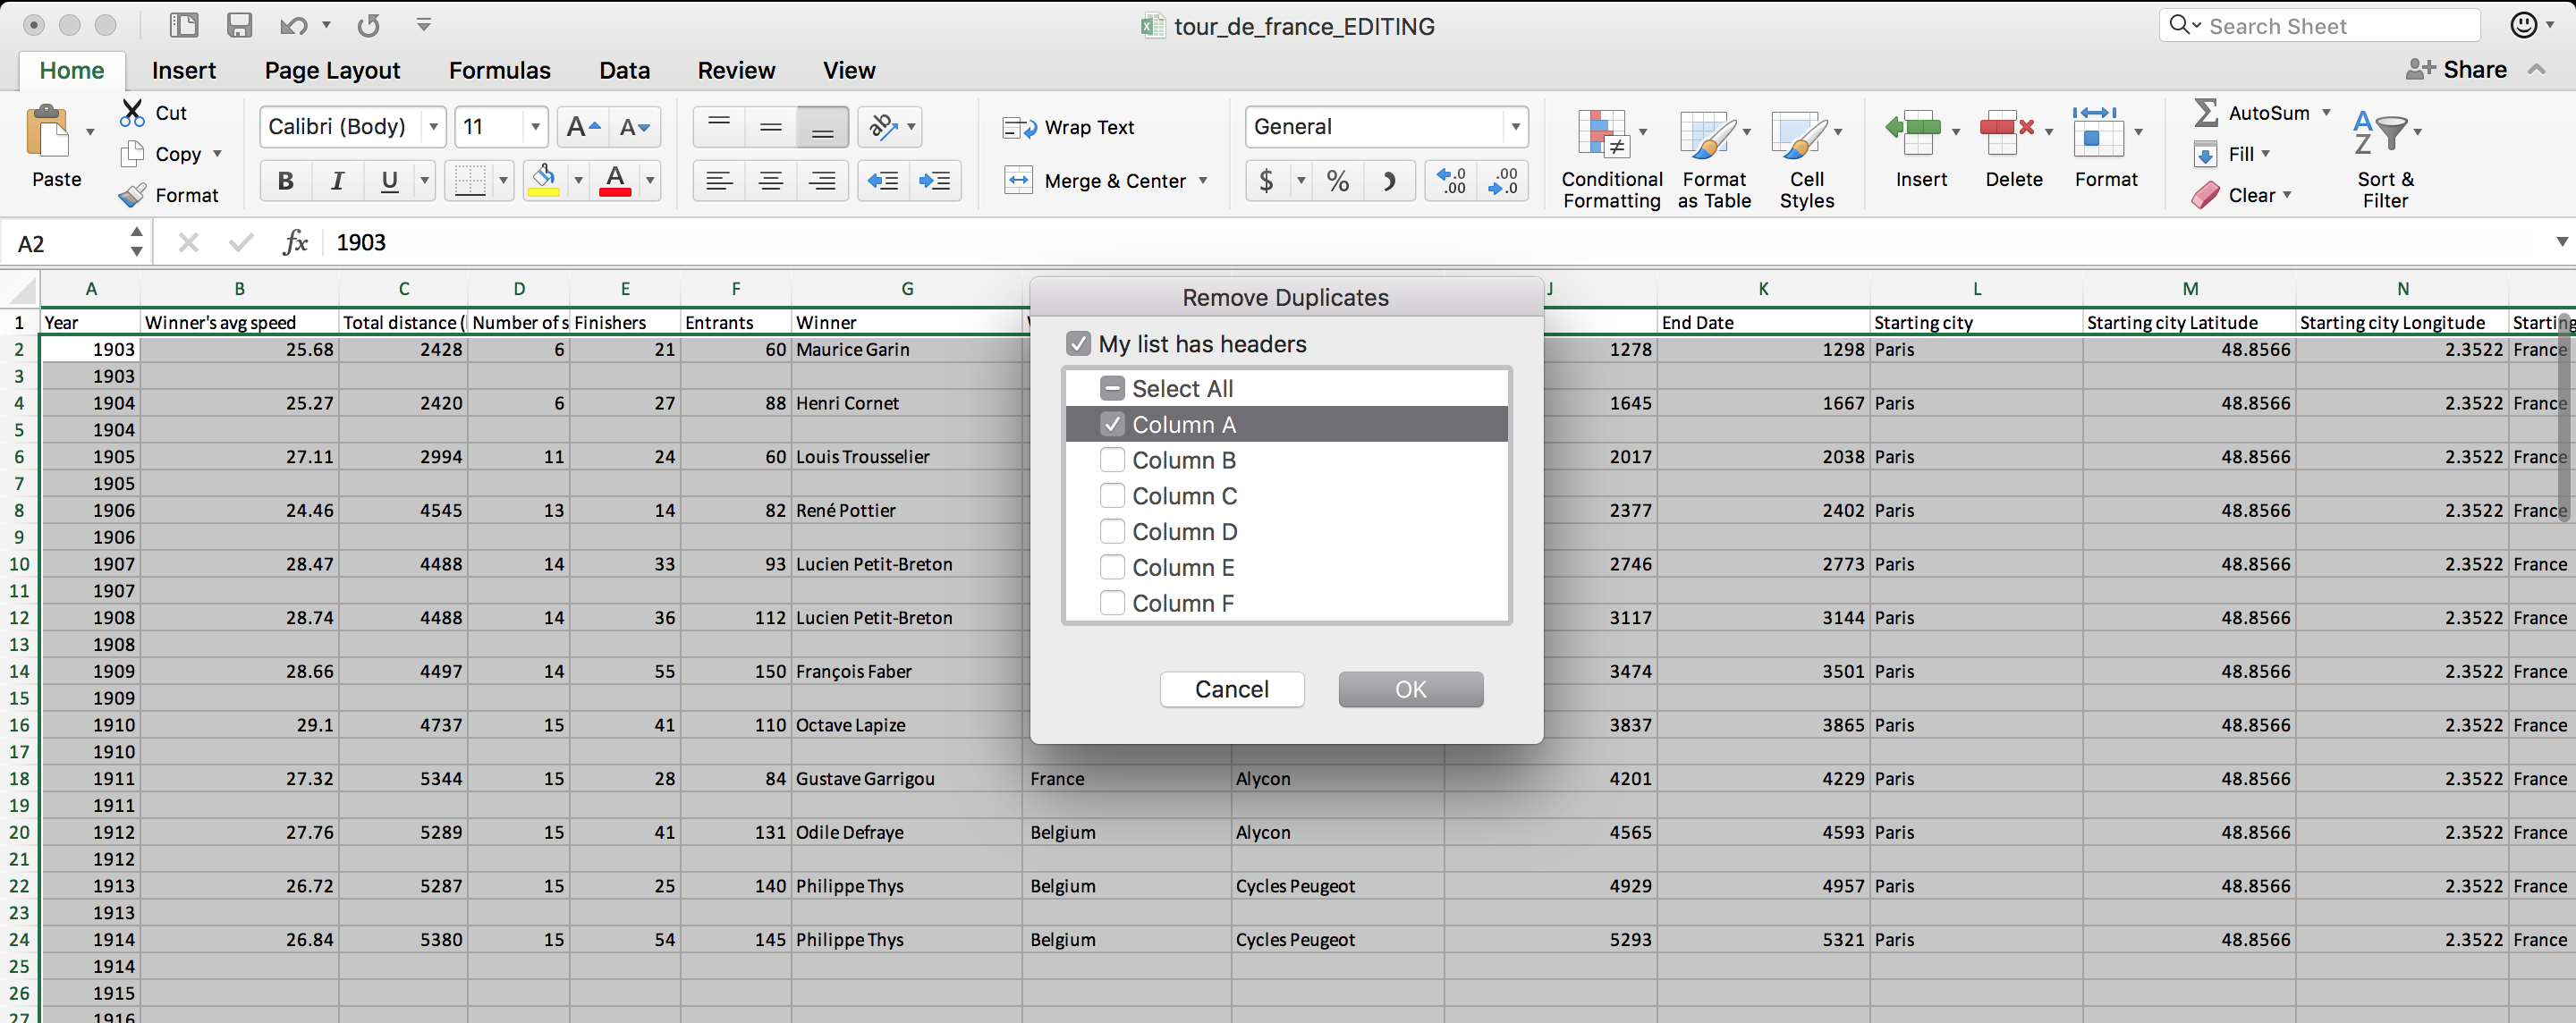 tour_de_france_EDITING
Search Sheet
Home Insert Page Layout Formulas Data Review View Share
Paste
Cut
Copy
Format
Calibri (Body) 11 A A
B I U A
ab
Wrap Text
Merge & Center
General
$ % .0 .00 .00 .0
Conditional Formatting
Format as Table
Cell Styles
Insert
Delete
Format
AutoSum
Fill
Clear
A Z
Sort & Filter
A2 fx 1903
A B C D E F G J K L M N
1 Year Winner's avg speed Total distance ( Number of s Finishers Entrants Winner End Date Starting city Starting city Latitude Starting city Longitude Starting
2 1903 25.68 2428 6 21 60 Maurice Garin 1278 1298 Paris 48.8566 2.3522 France
3 1903
4 1904 25.27 2420 6 27 88 Henri Cornet 1645 1667 Paris 48.8566 2.3522 France
5 1904
6 1905 27.11 2994 11 24 60 Louis Trousselier 2017 2038 Paris 48.8566 2.3522 France
7 1905
8 1906 24.46 4545 13 14 82 René Pottier 2377 2402 Paris 48.8566 2.3522 France
9 1906
10 1907 28.47 4488 14 33 93 Lucien Petit-Breton 2746 2773 Paris 48.8566 2.3522 France
11 1907
12 1908 28.74 4488 14 36 112 Lucien Petit-Breton 3117 3144 Paris 48.8566 2.3522 France
13 1908
14 1909 28.66 4497 14 55 150 François Faber 3474 3501 Paris 48.8566 2.3522 France
15 1909
16 1910 29.1 4737 15 41 110 Octave Lapize 3837 3865 Paris 48.8566 2.3522 France
17 1910
18 1911 27.32 5344 15 28 84 Gustave Garrigou France Alycon 4201 4229 Paris 48.8566 2.3522 France
19 1911
20 1912 27.76 5289 15 41 131 Odile Defraye Belgium Alycon 4565 4593 Paris 48.8566 2.3522 France
21 1912
22 1913 26.72 5287 15 25 140 Philippe Thys Belgium Cycles Peugeot 4929 4957 Paris 48.8566 2.3522 France
23 1913
24 1914 26.84 5380 15 54 145 Philippe Thys Belgium Cycles Peugeot 5293 5321 Paris 48.8566 2.3522 France
25 1914
26 1915
27 1916
Remove Duplicates
My list has headers
Select All
Column A
Column B
Column C
Column D
Column E
Column F
Cancel OK